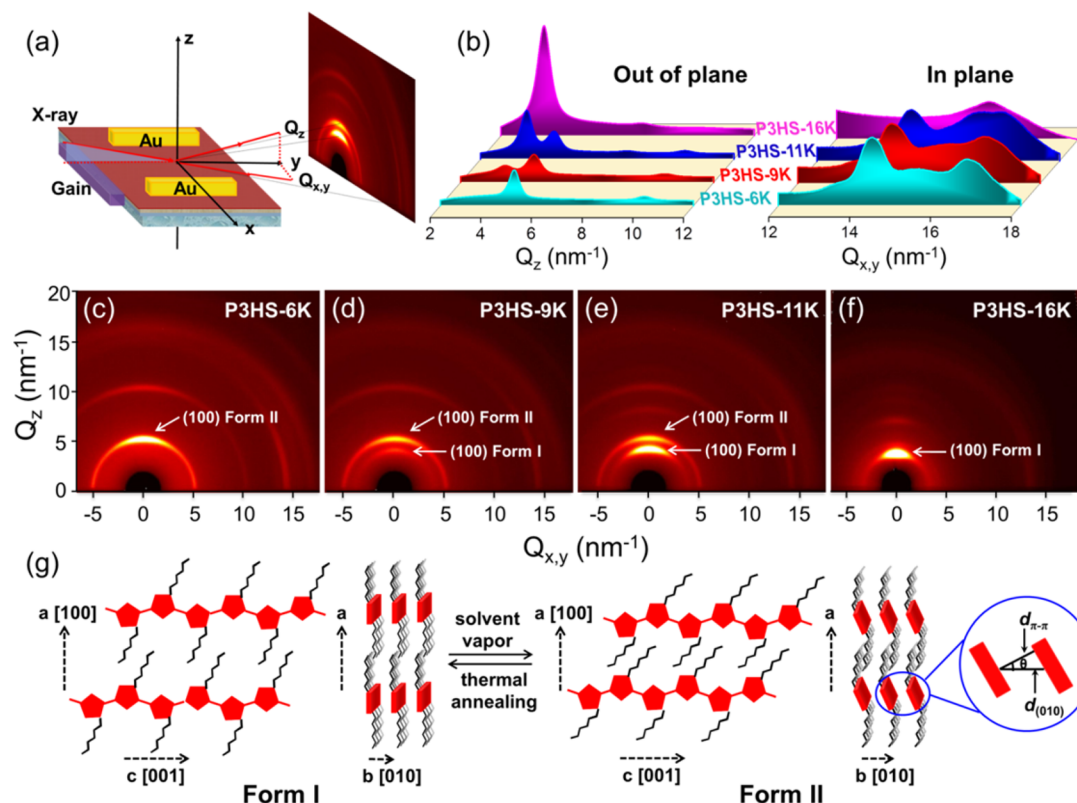 (a)
z
X-ray
Au
Q_z
y
Q_x,y
Gain
Au
x
(b)
Out of plane
In plane
P3HS-16K
P3HS-11K
P3HS-9K
P3HS-6K
2 4 6 8 10 12
12 14 16 18
Q_z (nm⁻¹)
Q_x,y (nm⁻¹)
20
15
10
5
0
Q_z (nm⁻¹)
(c) P3HS-6K
(100) Form II
-5 0 5 10 15
(d) P3HS-9K
(100) Form II
(100) Form I
-5 0 5 10 15
(e) P3HS-11K
(100) Form II
(100) Form I
-5 0 5 10 15
(f) P3HS-16K
(100) Form I
-5 0 5 10 15
Q_x,y (nm⁻¹)
(g)
a [100]
c [001]
a
b [010]
Form I
solvent
vapor
thermal
annealing
a [100]
c [001]
a
b [010]
Form II
d_π-π
θ
d_(010)